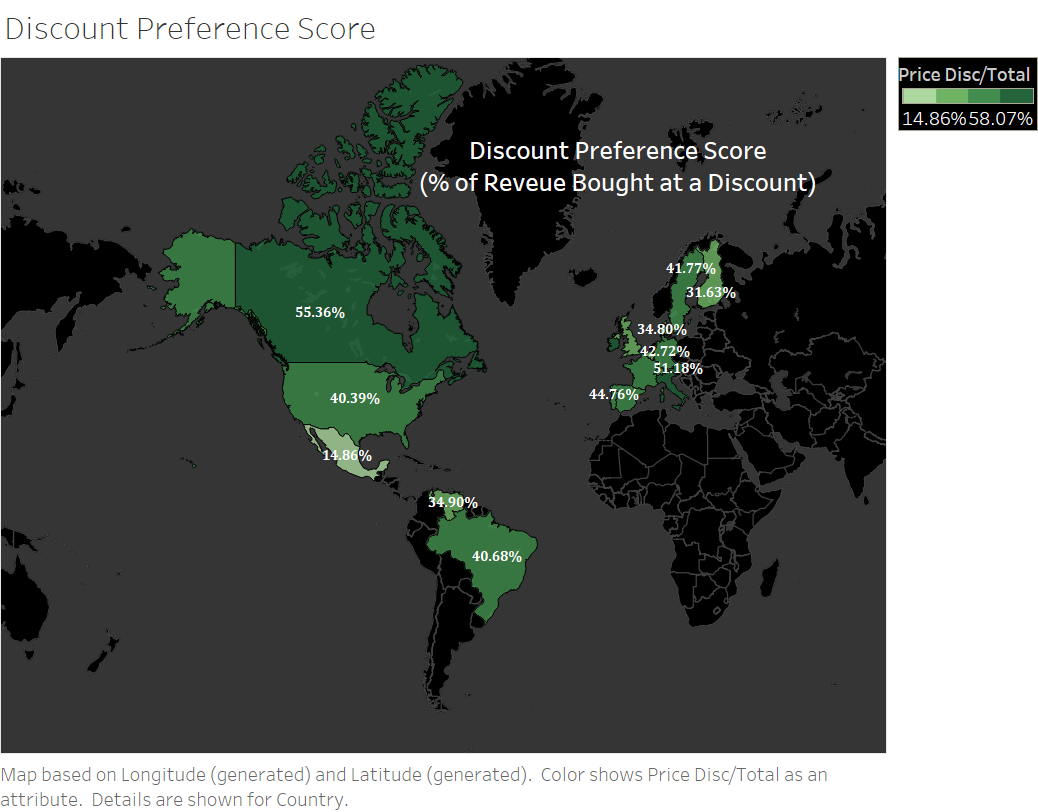 Discount Preference Score
Price Disc/Total
14.86% 58.07%
Discount Preference Score
(% of Reveue Bought at a Discount)
41.77%
31.63%
55.36%
34.80%
42.72%
51.18%
44.76%
40.39%
14.86%
34.90%
40.68%
Map based on Longitude (generated) and Latitude (generated).  Color shows Price Disc/Total as an
attribute.  Details are shown for Country.